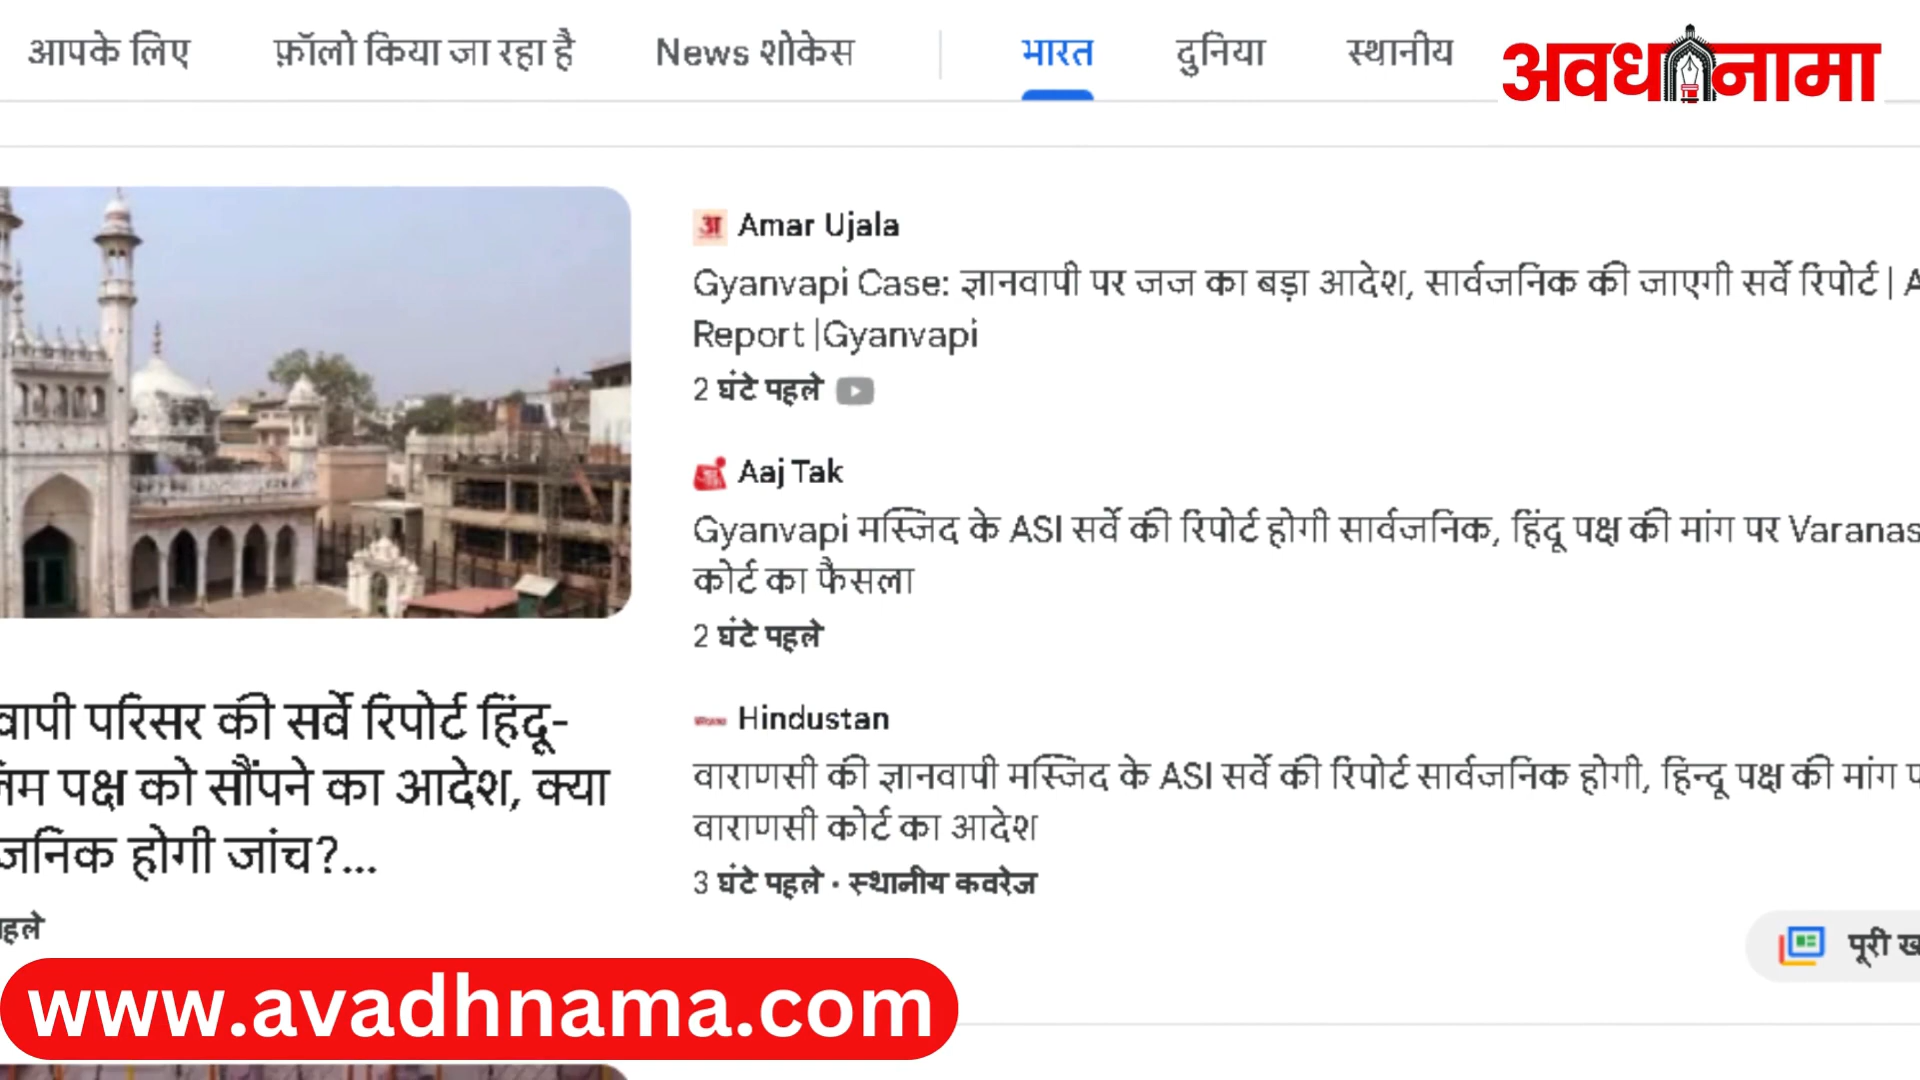 आपके लिए फ़ॉलो किया जा रहा है News शोकेस भारत दुनिया स्थानीय
अवधनामा
Amar Ujala
Gyanvapi Case: ज्ञानवापी पर जज का बड़ा आदेश, सार्वजनिक की जाएगी सर्वे रिपोर्ट |
Report |Gyanvapi
2 घंटे पहले
Aaj Tak
Gyanvapi मस्जिद के ASI सर्वे की रिपोर्ट होगी सार्वजनिक, हिंदू पक्ष की मांग पर Varanas
कोर्ट का फैसला
2 घंटे पहले
Hindustan
वाराणसी की ज्ञानवापी मस्जिद के ASI सर्वे की रिपोर्ट सार्वजनिक होगी, हिन्दू पक्ष की मांग
वाराणसी कोर्ट का आदेश
3 घंटे पहले · स्थानीय कवरेज
वापी परिसर की सर्वे रिपोर्ट हिंदू-
पक्ष को सौंपने का आदेश, क्या
जनिक होगी जांच?...
पूरी
www.avadhnama.com